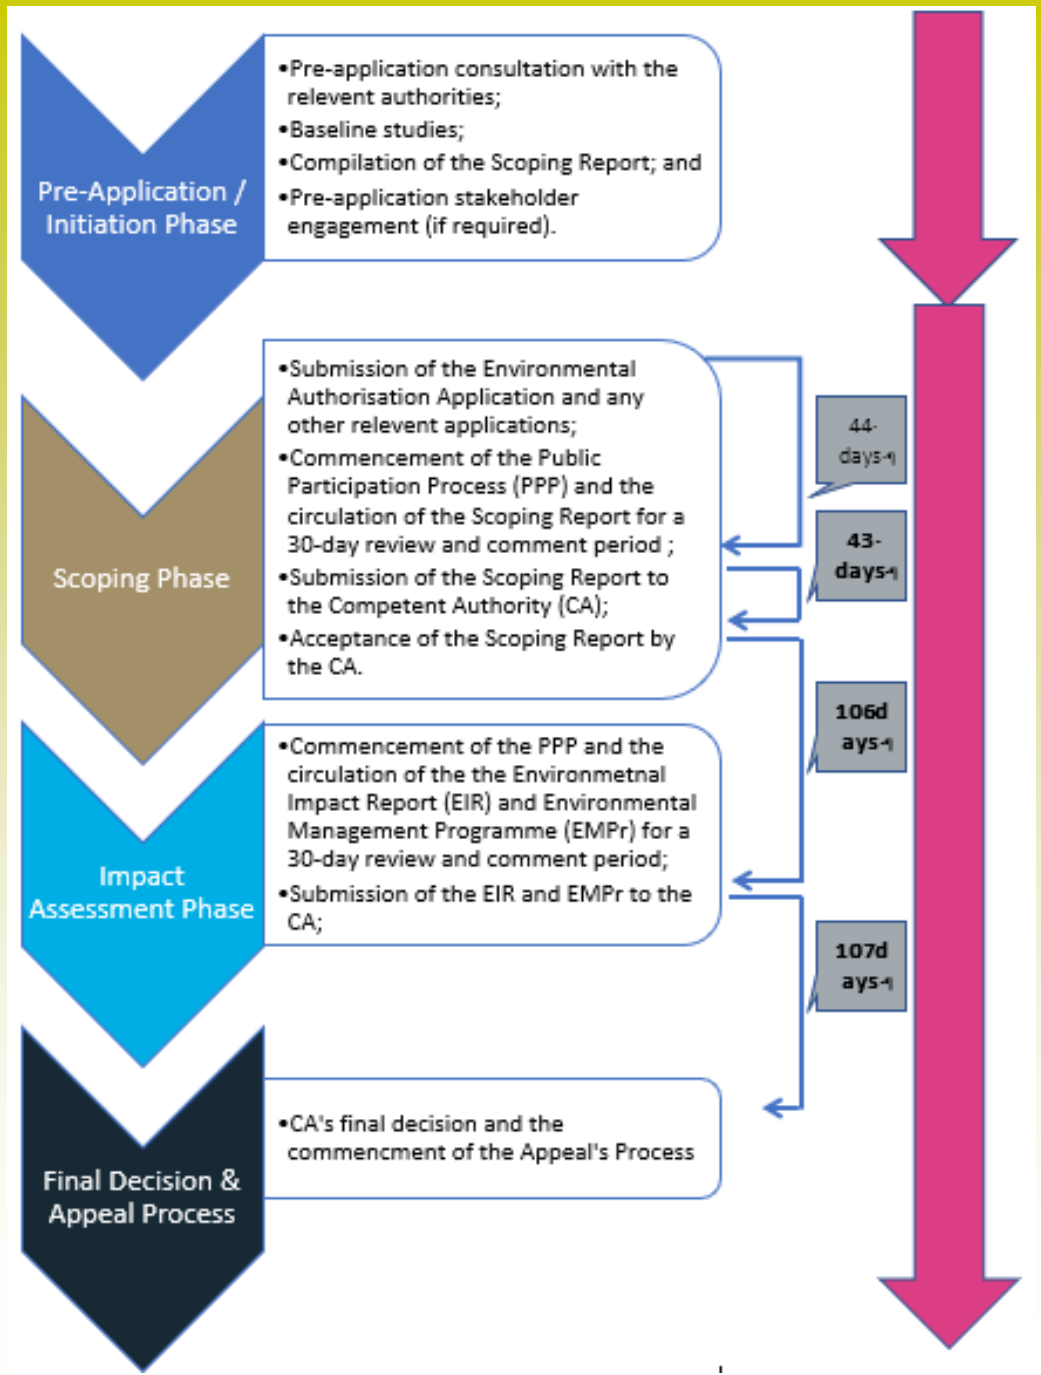 Pre-Application /
Initiation Phase
•Pre-application consultation with the
relevent authorities;
•Baseline studies;
•Compilation of the Scoping Report; and
•Pre-application stakeholder
engagement (if required).
Scoping Phase
•Submission of the Environmental
Authorisation Application and any
other relevent applications;
•Commencement of the Public
Participation Process (PPP) and the
circulation of the Scoping Report for a
30-day review and comment period ;
•Submission of the Scoping Report to
the Competent Authority (CA);
•Acceptance of the Scoping Report by
the CA.
44·
days·¶
43·
days·¶
Impact
Assessment Phase
•Commencement of the PPP and the
circulation of the the Environmetnal
Impact Report (EIR) and Environmental
Management Programme (EMPr) for a
30-day review and comment period;
•Submission of the EIR and EMPr to the
CA;
106d
ays·¶
107d
ays·¶
Final Decision &
Appeal Process
•CA's final decision and the
commencment of the Appeal's Process